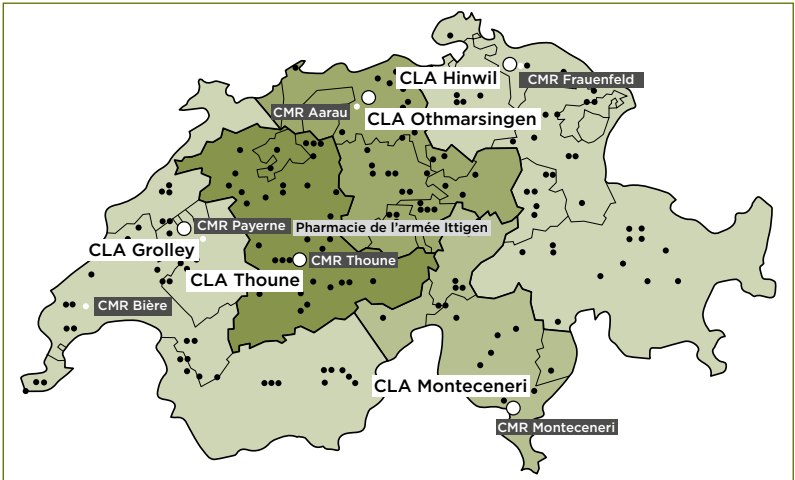 CLA Hinwil
CMR Frauenfeld
CMR Aarau
CLA Othmarsingen
CMR Payerne
Pharmacie de l'armée Ittigen
CLA Grolley
CMR Thoune
CLA Thoune
CMR Bière
CLA Monteceneri
CMR Monteceneri